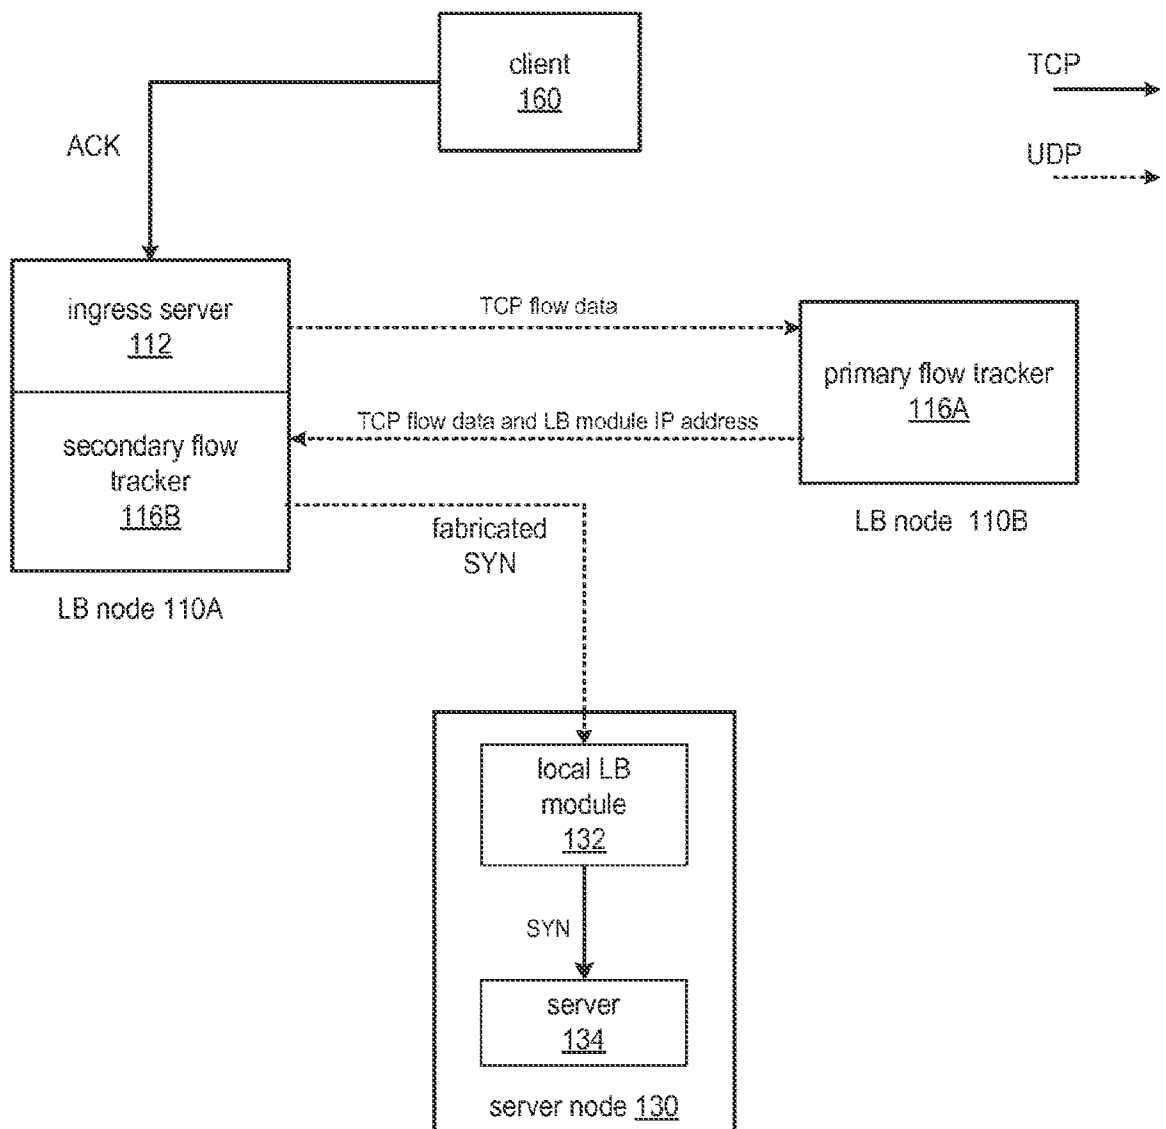 client
160
TCP
UDP
ACK
ingress server
112
TCP flow data
primary flow tracker
116A
TCP flow data and LB module IP address
secondary flow
tracker
116B
fabricated
SYN
LB node 110B
LB node 110A
local LB
module
132
SYN
server
134
server node 130